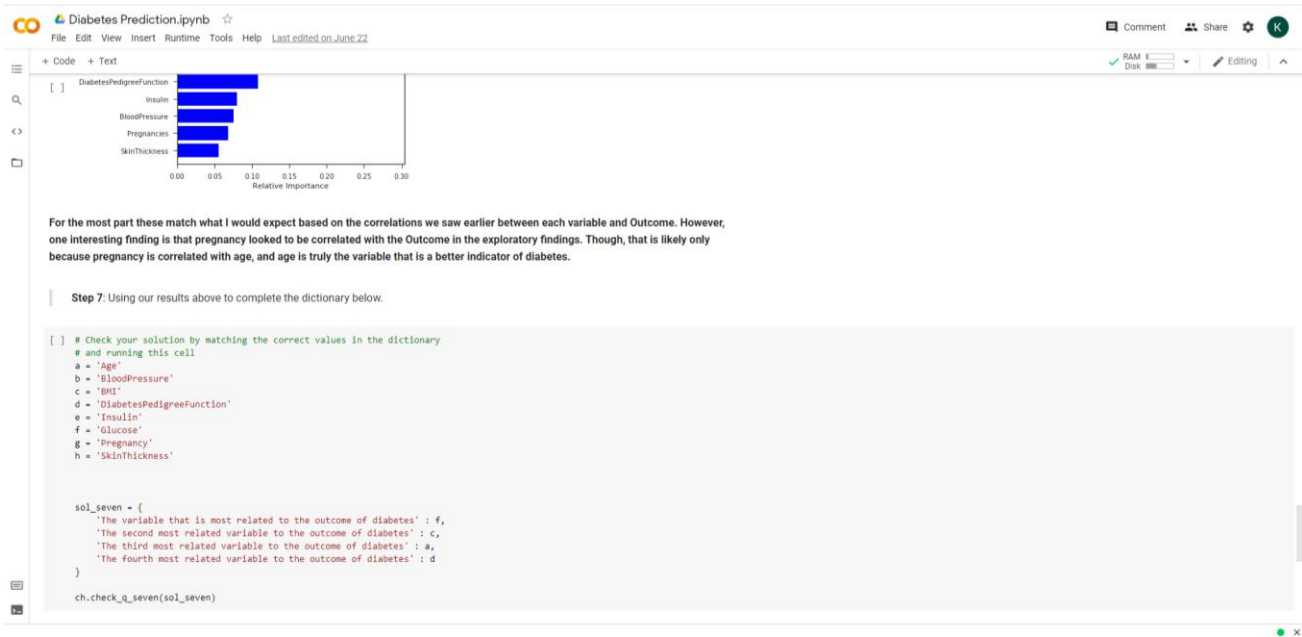 Diabetes Prediction.ipynb
File Edit View Insert Runtime Tools Help Last edited on June 22
Comment Share K
+ Code + Text
RAM
Disk
Editing
[ ]
DiabetesPedigreeFunction
Insulin
BloodPressure
Pregnancies
SkinThickness
0.00 0.05 0.10 0.15 0.20 0.25 0.30
Relative Importance
For the most part these match what I would expect based on the correlations we saw earlier between each variable and Outcome. However,
one interesting finding is that pregnancy looked to be correlated with the Outcome in the exploratory findings. Though, that is likely only
because pregnancy is correlated with age, and age is truly the variable that is a better indicator of diabetes.
Step 7: Using our results above to complete the dictionary below.
[ ] # Check your solution by matching the correct values in the dictionary
# and running this cell
a = 'Age'
b = 'BloodPressure'
c = 'BMI'
d = 'DiabetesPedigreeFunction'
e = 'Insulin'
f = 'Glucose'
g = 'Pregnancy'
h = 'SkinThickness'
sol_seven = {
'The variable that is most related to the outcome of diabetes' : f,
'The second most related variable to the outcome of diabetes' : c,
'The third most related variable to the outcome of diabetes' : a,
'The fourth most related variable to the outcome of diabetes' : d
}
ch.check_q_seven(sol_seven)